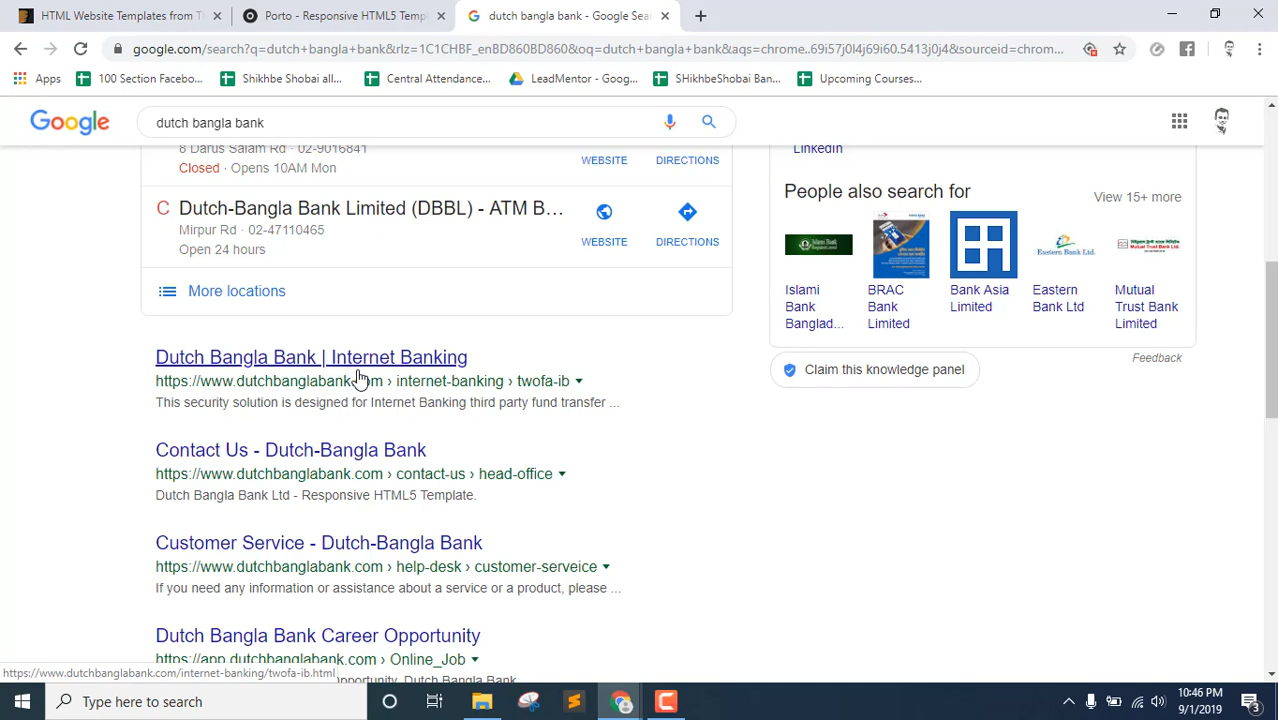 HTML Website Templates from T
Porto - Responsive HTML5 Templ
dutch bangla bank - Google Sea
google.com/search?q=dutch+bangla+bank&rlz=1C1CHBF_enBD860BD860&oq=dutch+bangla+bank&aqs=chrome..69i57j0l4j69i60.5413j0j4&sourceid=chrom...
Apps
100 Section Facebo...
Shikhbe Shobai all...
Central Attendance...
LeadMentor - Goog...
SHikhbeShobai Ban...
Upcoming Courses...
Google
dutch bangla bank
8 Darus Salam Rd · 02-9016841
Closed · Opens 10AM Mon
WEBSITE
DIRECTIONS
C Dutch-Bangla Bank Limited (DBBL) - ATM B...
Mirpur Rd · 02-47110465
Open 24 hours
WEBSITE
DIRECTIONS
More locations
Dutch Bangla Bank | Internet Banking
https://www.dutchbanglabank.com › internet-banking › twofa-ib
This security solution is designed for Internet Banking third party fund transfer ...
Contact Us - Dutch-Bangla Bank
https://www.dutchbanglabank.com › contact-us › head-office
Dutch Bangla Bank Ltd - Responsive HTML5 Template.
Customer Service - Dutch-Bangla Bank
https://www.dutchbanglabank.com › help-desk › customer-serveice
If you need any information or assistance about a service or a product, please ...
Dutch Bangla Bank Career Opportunity
https://app.dutchbanglabank.com › Online_Job
opportunity, Dutch Bangla Bank
LinkedIn
People also search for
View 15+ more
Islami
Bank
Banglad...
BRAC
Bank
Limited
Bank Asia
Limited
Eastern Bank Ltd.
Eastern
Bank Ltd
Mutual
Trust Bank
Limited
Feedback
Claim this knowledge panel
https://www.dutchbanglabank.com/internet-banking/twofa-ib.html
Type here to search
10:46 PM
9/1/2019
3